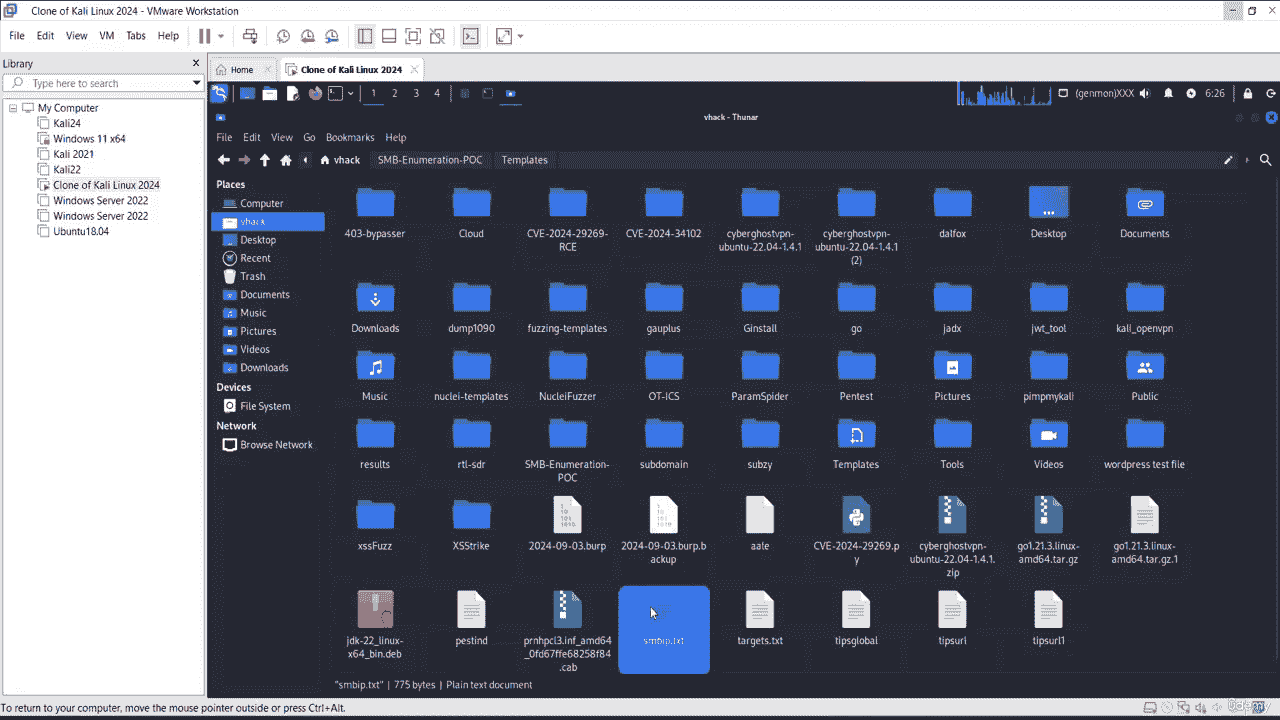 Clone of Kali Linux 2024 - VMware Workstation
File Edit View VM Tabs Help
Library
Type here to search
My Computer
Kali24
Windows 11 x64
Kali 2021
Kali22
Clone of Kali Linux 2024
Windows Server 2022
Windows Server 2022
Ubuntu18.04
Home
Clone of Kali Linux 2024
1 2 3 4
(genmon)XXX 6:26
vhack - Thunar
File Edit View Go Bookmarks Help
vhack SMB-Enumeration-POC Templates
Places
Computer
vhack
Desktop
Recent
Trash
Documents
Music
Pictures
Videos
Downloads
Devices
File System
Network
Browse Network
403-bypasser Cloud CVE-2024-29269- CVE-2024-34102 cyberghostvpn- cyberghostvpn- dalfox Desktop Documents
RCE ubuntu-22.04-1.4.1 ubuntu-22.04-1.4.1
(2)
Downloads dump1090 fuzzing-templates gauplus Ginstall go jadx jwt_tool kali_openvpn
Music nuclei-templates NucleiFuzzer OT-ICS ParamSpider Pentest Pictures pimpmykali Public
results rtl-sdr SMB-Enumeration- subdomain subzy Templates Tools Videos wordpress test file
POC
xssFuzz XSStrike 2024-09-03.burp 2024-09-03.burp.b aale CVE-2024-29269.p cyberghostvpn- go1.21.3.linux- go1.21.3.linux-
ackup y ubuntu-22.04-1.4.1. amd64.tar.gz amd64.tar.gz.1
zip
jdk-22_linux- pestind prnhpcl3.inf_amd64 smbip.txt targets.txt tipsglobal tipsurl tipsurl1
x64_bin.deb _0fd67ffe68258f84
.cab
"smbip.txt" | 775 bytes | Plain text document
To return to your computer, move the mouse pointer outside or press Ctrl+Alt.